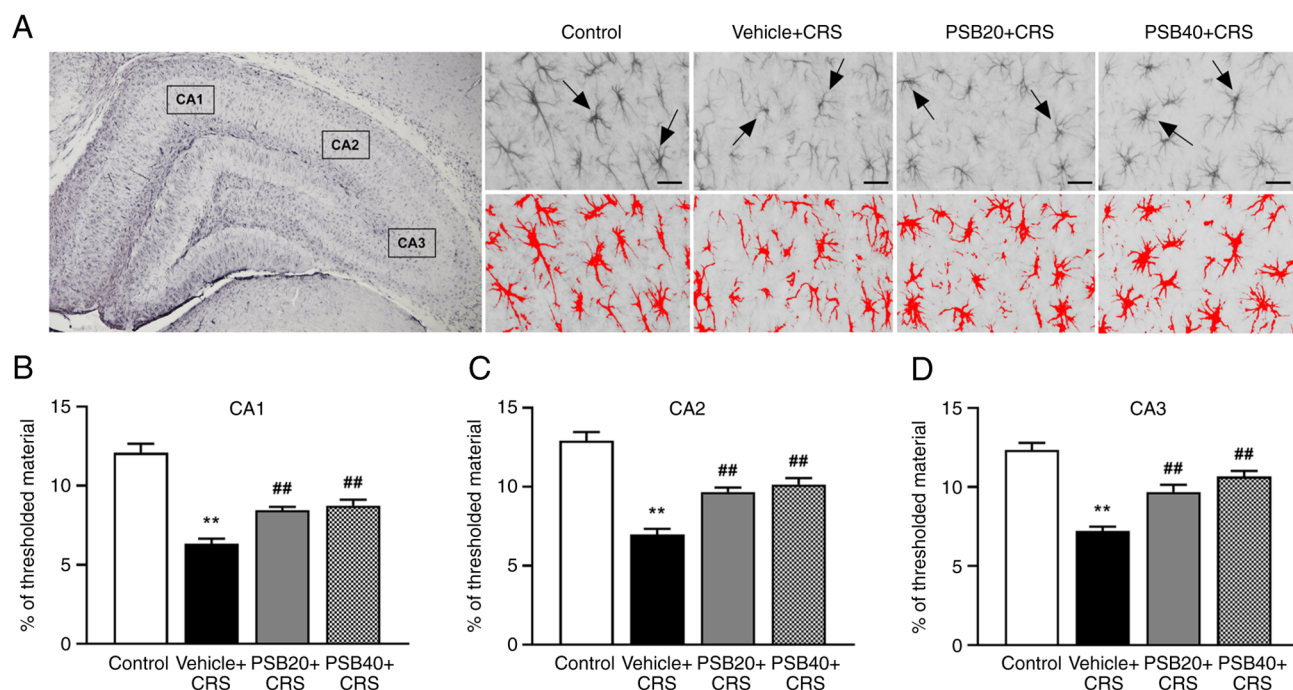 A
Control
Vehicle+CRS
PSB20+CRS
PSB40+CRS
CA1
CA2
CA3
B
CA1
% of thresholded material
15
10
5
0
**
##
##
Control
Vehicle+
CRS
PSB20+
CRS
PSB40+
CRS
C
CA2
% of thresholded material
15
10
5
0
**
##
##
Control
Vehicle+
CRS
PSB20+
CRS
PSB40+
CRS
D
CA3
% of thresholded material
15
10
5
0
**
##
##
Control
Vehicle+
CRS
PSB20+
CRS
PSB40+
CRS